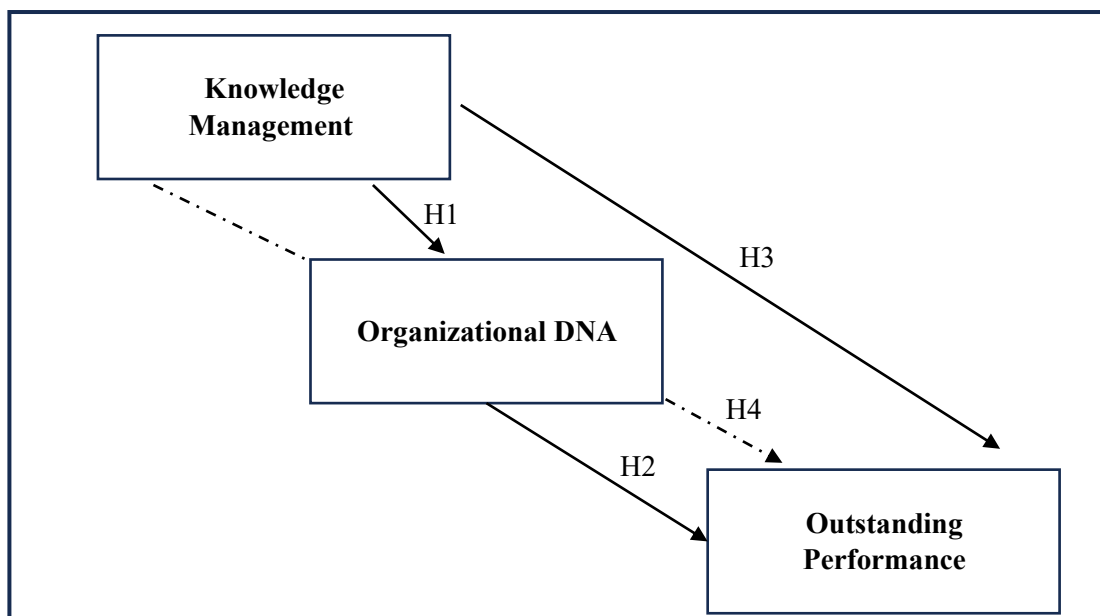 Knowledge
Management
H1
H3
Organizational DNA
H4
H2
Outstanding
Performance